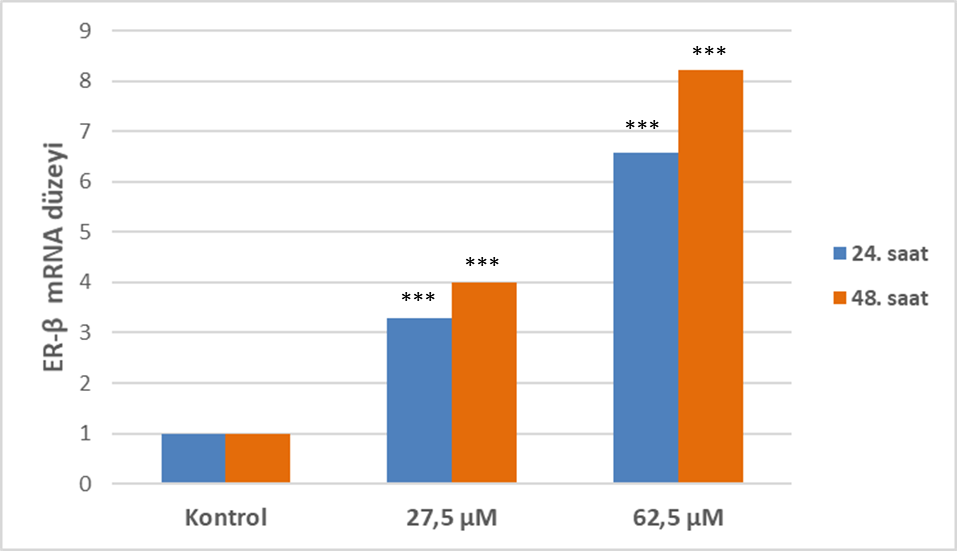 9
8
7
6
5
4
3
2
1
0
ER-β mRNA düzeyi
***
***
***
***
Kontrol
27,5 µM
62,5 µM
24. saat
48. saat